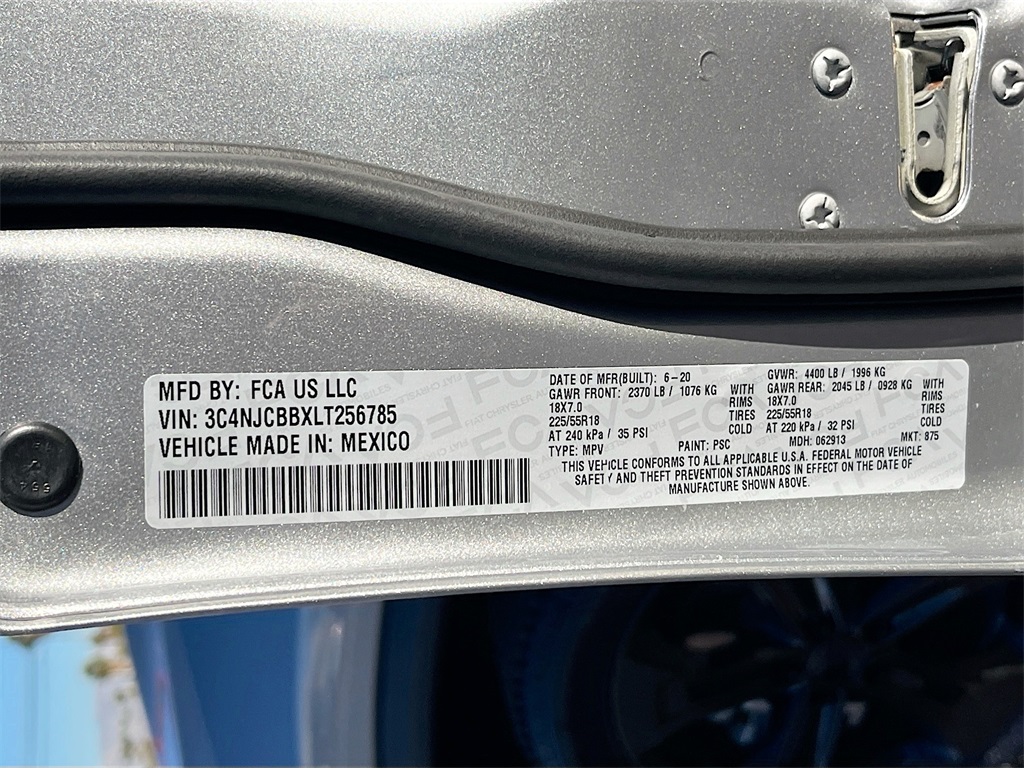 MFD BY: FCA US LLC
VIN: 3C4NJCBBXLT256785
VEHICLE MADE IN: MEXICO
DATE OF MFR(BUILT): 6-20
GVWR: 4400 LB / 1996 KG
GAWR FRONT: 2370 LB / 1076 KG WITH
GAWR REAR: 2045 LB / 0928 KG WITH
18X7.0 RIMS
18X7.0 RIMS
225/55R18 TIRES
225/55R18 TIRES
AT 240 kPa / 35 PSI COLD
AT 220 kPa / 32 PSI COLD
TYPE: MPV PAINT: PSC MDH: 062913 MKT: 875
THIS VEHICLE CONFORMS TO ALL APPLICABLE U.S.A. FEDERAL MOTOR VEHICLE
SAFETY AND THEFT PREVENTION STANDARDS IN EFFECT ON THE DATE OF
MANUFACTURE SHOWN ABOVE.